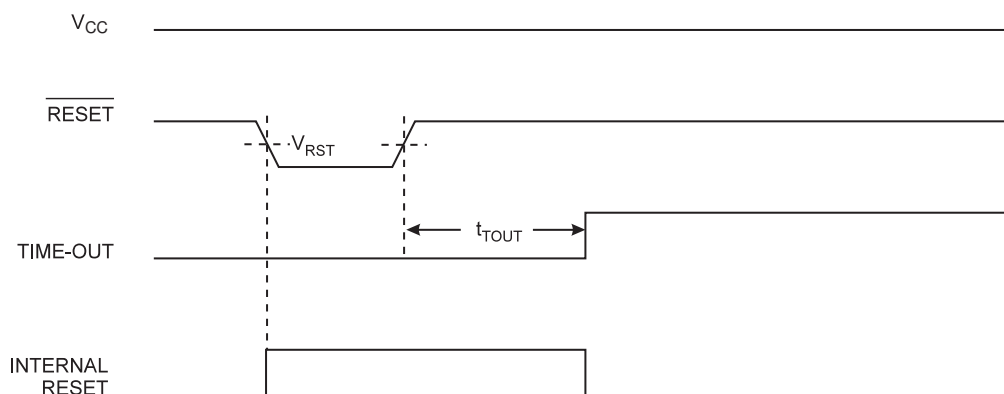 VCC
RESET
VRST
tTOUT
TIME-OUT
INTERNAL
RESET